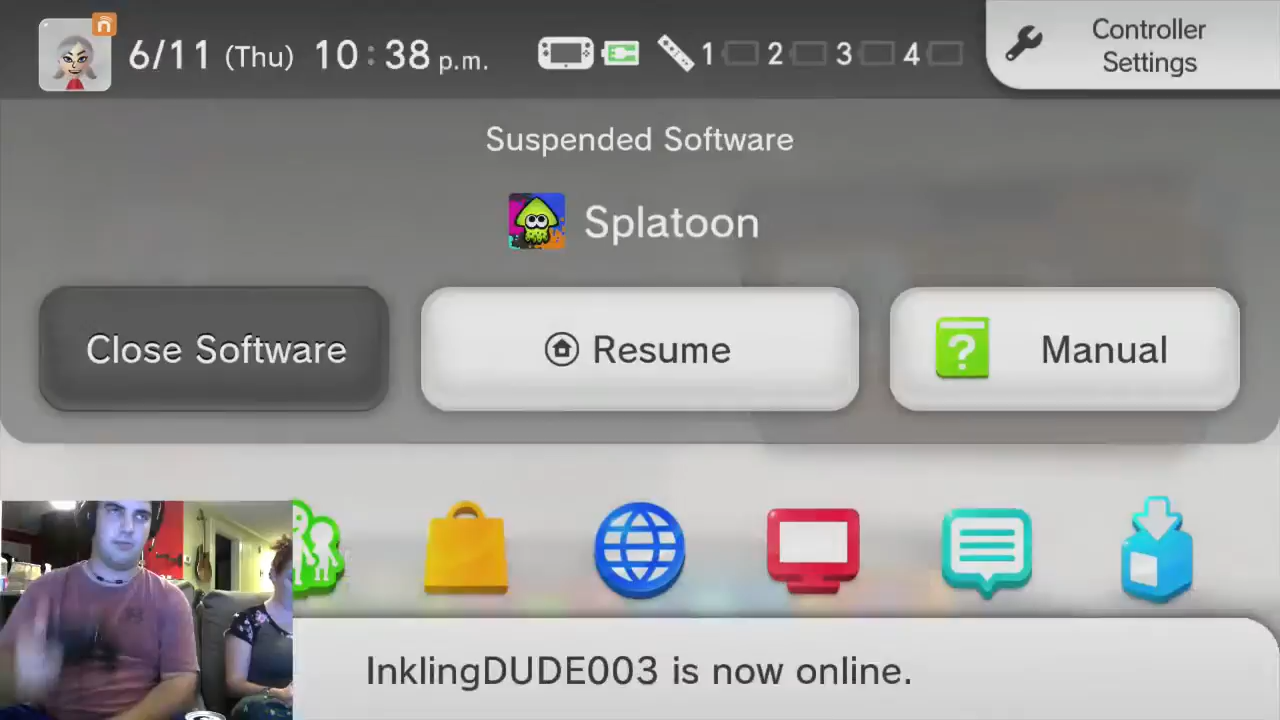 n
6/11 (Thu) 10:38 p.m.
1 2 3 4
Controller
Settings
Suspended Software
Splatoon
Close Software
Resume
? Manual
InklingDUDE003 is now online.